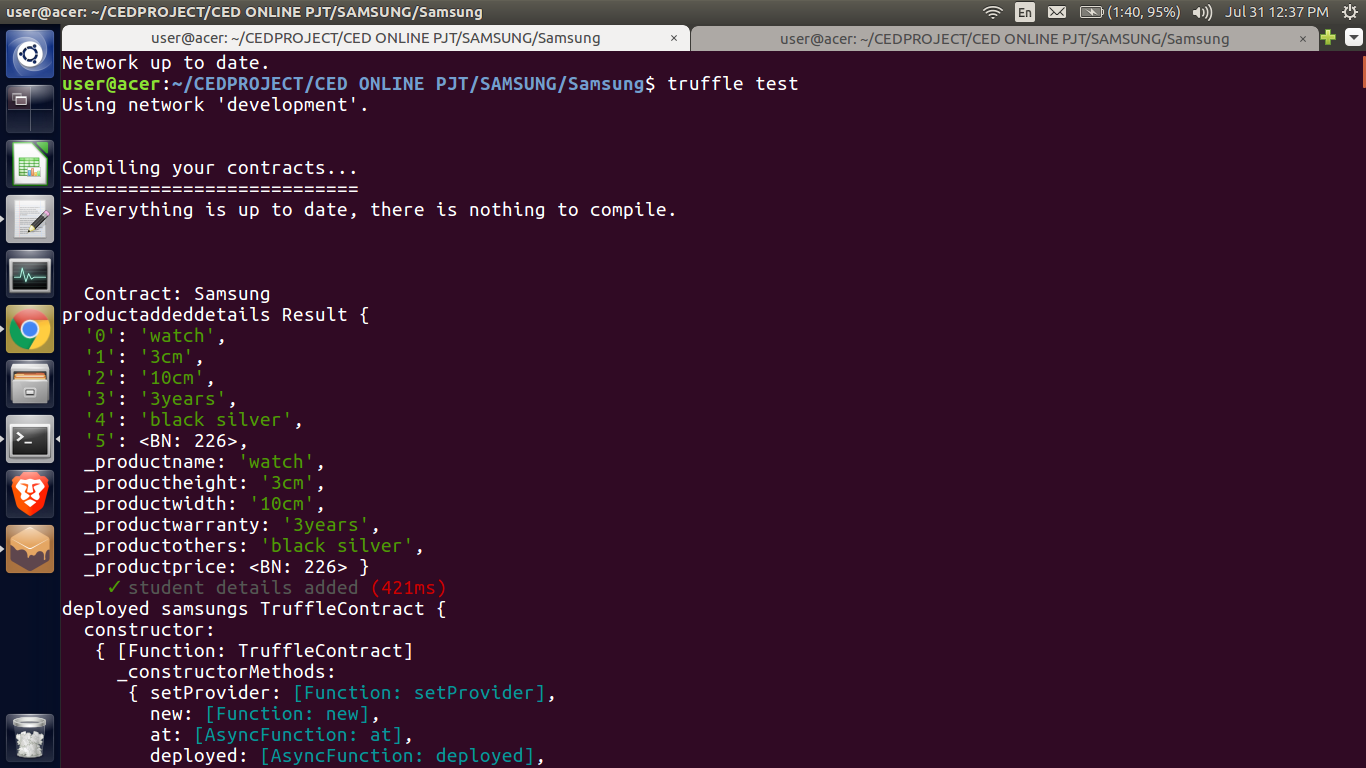 user@acer: ~/CEDPROJECT/CED ONLINE PJT/SAMSUNG/Samsung
En
(1:40, 95%)
Jul 31 12:37 PM
user@acer: ~/CEDPROJECT/CED ONLINE PJT/SAMSUNG/Samsung ×
user@acer: ~/CEDPROJECT/CED ONLINE PJT/SAMSUNG/Samsung ×
Network up to date.
user@acer:~/CEDPROJECT/CED ONLINE PJT/SAMSUNG/Samsung$ truffle test
Using network 'development'.
Compiling your contracts...
===========================
> Everything is up to date, there is nothing to compile.
Contract: Samsung
productaddeddetails Result {
'0': 'watch',
'1': '3cm',
'2': '10cm',
'3': '3years',
'4': 'black silver',
'5': <BN: 226>,
_productname: 'watch',
_productheight: '3cm',
_productwidth: '10cm',
_productwarranty: '3years',
_productothers: 'black silver',
_productprice: <BN: 226> }
✓ student details added (421ms)
deployed samsungs TruffleContract {
constructor:
{ [Function: TruffleContract]
_constructorMethods:
{ setProvider: [Function: setProvider],
new: [Function: new],
at: [AsyncFunction: at],
deployed: [AsyncFunction: deployed],